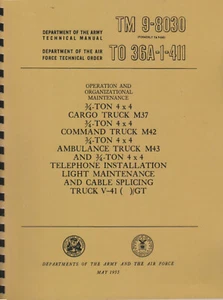 DEPARTMENT OF THE ARMY
TECHNICAL MANUAL
TM 9-8030
DEPARTMENT OF THE AIR
FORCE TECHNICAL ORDER
TO 36A-1-411
OPERATION AND
ORGANIZATIONAL
MAINTENANCE
¾-TON 4 x 4
CARGO TRUCK M37
¾-TON 4 x 4
COMMAND TRUCK M42
¾-TON 4 x 4
AMBULANCE TRUCK M43
AND ¾-TON 4 x 4
TELEPHONE INSTALLATION
LIGHT MAINTENANCE
AND CABLE SPLICING
TRUCK V-41 ( )/GT
DEPARTMENTS OF THE ARMY AND THE AIR FORCE
MAY 1955